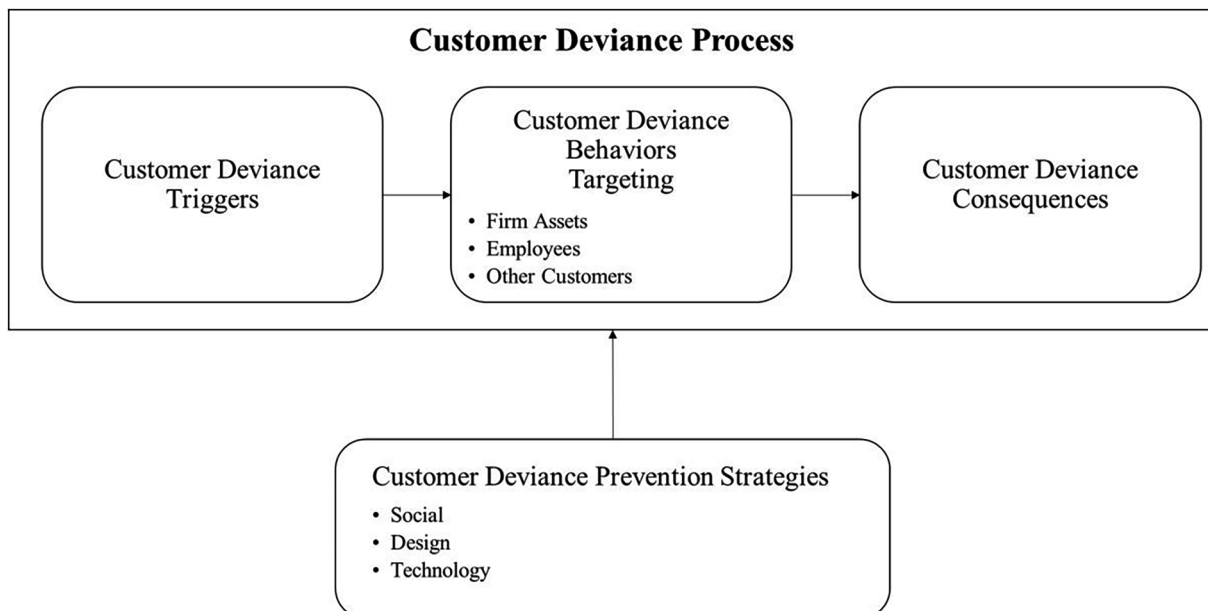 Customer Deviance Process
Customer Deviance
Triggers
Customer Deviance
Behaviors
Targeting
• Firm Assets
• Employees
• Other Customers
Customer Deviance
Consequences
Customer Deviance Prevention Strategies
• Social
• Design
• Technology